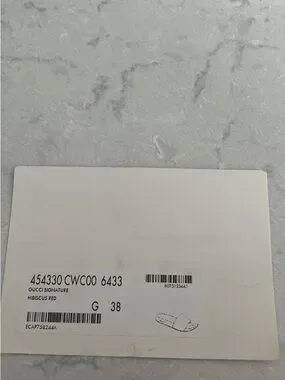 454330 CWC00 6433
GUCCI SIGNATURE
HIBISCUS RED
G 38